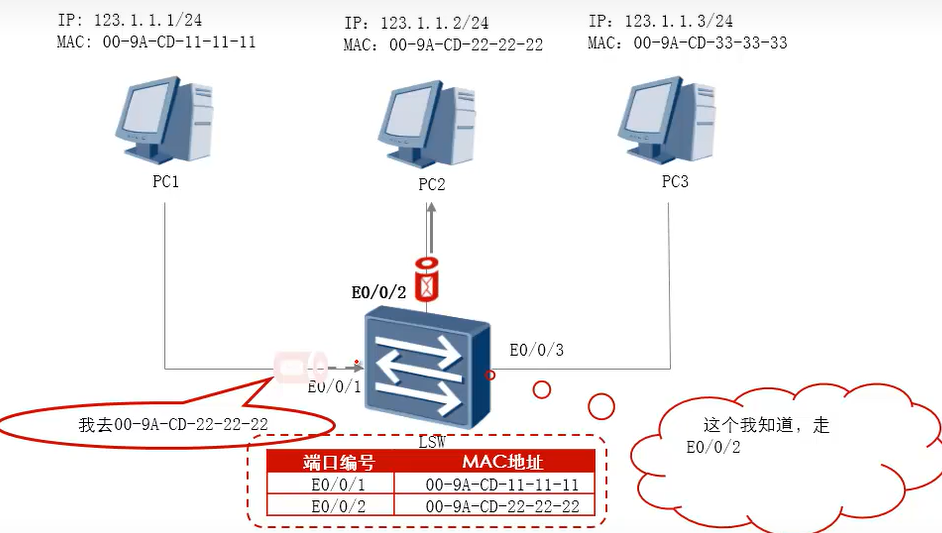 IP: 123.1.1.1/24
MAC: 00-9A-CD-11-11-11
IP: 123.1.1.2/24
MAC: 00-9A-CD-22-22-22
IP: 123.1.1.3/24
MAC: 00-9A-CD-33-33-33
PC1
PC2
PC3
E0/0/2
E0/0/3
E0/0/1
我去00-9A-CD-22-22-22
这个我知道，走
E0/0/2
LSW
端口编号 MAC地址
E0/0/1 00-9A-CD-11-11-11
E0/0/2 00-9A-CD-22-22-22